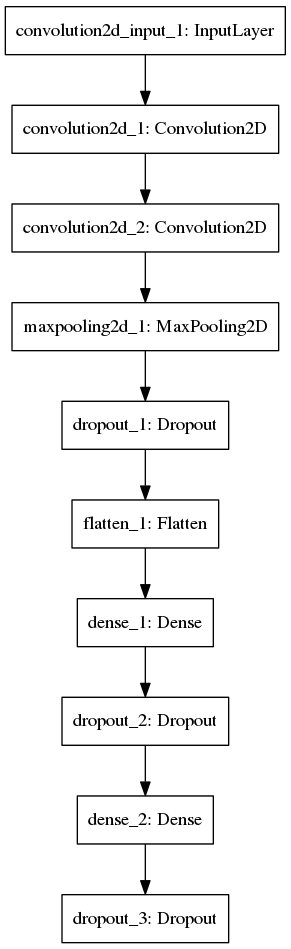 convolution2d_input_1: InputLayer
convolution2d_1: Convolution2D
convolution2d_2: Convolution2D
maxpooling2d_1: MaxPooling2D
dropout_1: Dropout
flatten_1: Flatten
dense_1: Dense
dropout_2: Dropout
dense_2: Dense
dropout_3: Dropout